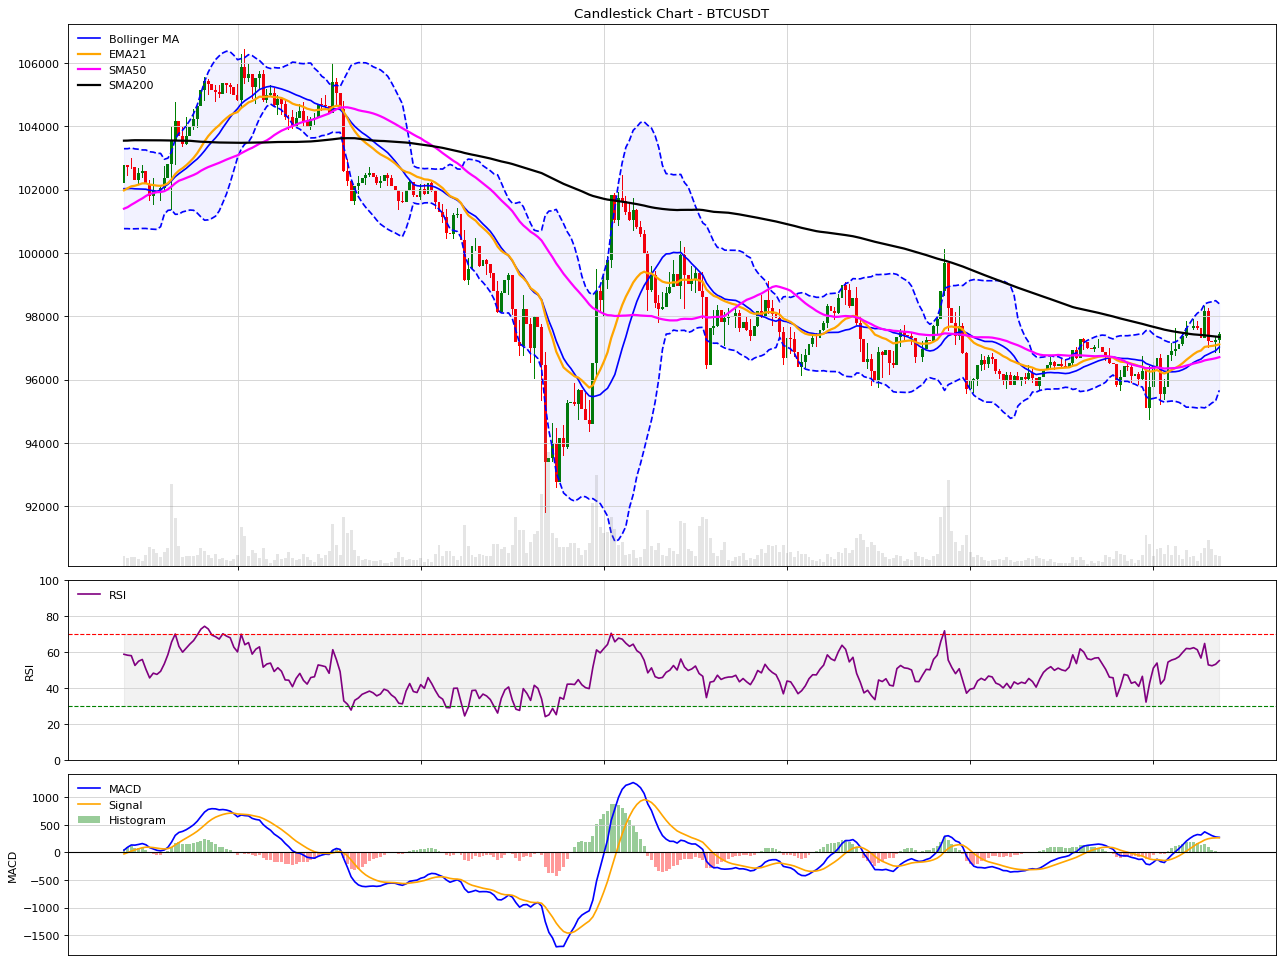 Candlestick Chart - BTCUSDT
Bollinger MA
EMA21
SMA50
SMA200
106000
104000
102000
100000
98000
96000
94000
92000
RSI
RSI
100
80
60
40
20
0
MACD
Signal
Histogram
MACD
1000
500
0
−500
−1000
−1500